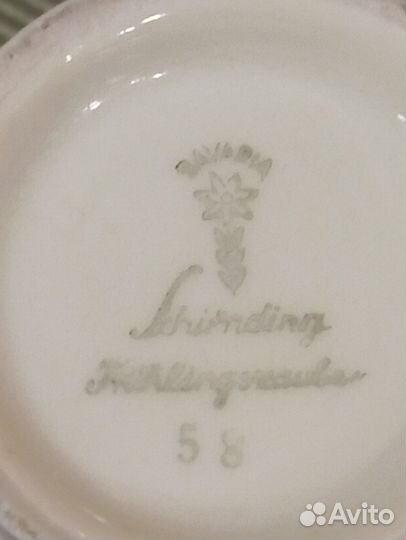 BAVARIA
Schirnding
Frühlingszauber
58
Avito